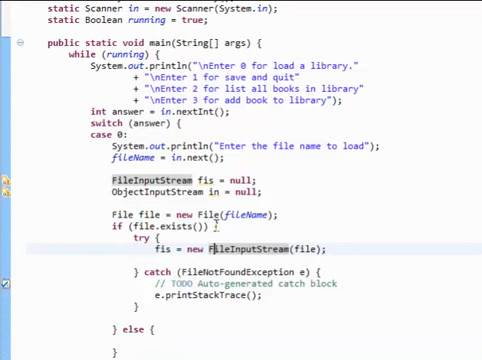 static Scanner in = new Scanner(System.in);
static Boolean running = true;
public static void main(String[] args) {
while (running) {
System.out.println("\nEnter 0 for load a library."
+ "\nEnter 1 for save and quit"
+ "\nEnter 2 for list all books in library"
+ "\nEnter 3 for add book to library");
int answer = in.nextInt();
switch (answer) {
case 0:
System.out.println("Enter the file name to load");
fileName = in.next();
FileInputStream fis = null;
ObjectInputStream in = null;
File file = new File(fileName);
if (file.exists()) {
try {
fis = new FileInputStream(file);
} catch (FileNotFoundException e) {
// TODO Auto-generated catch block
e.printStackTrace();
}
} else {
}